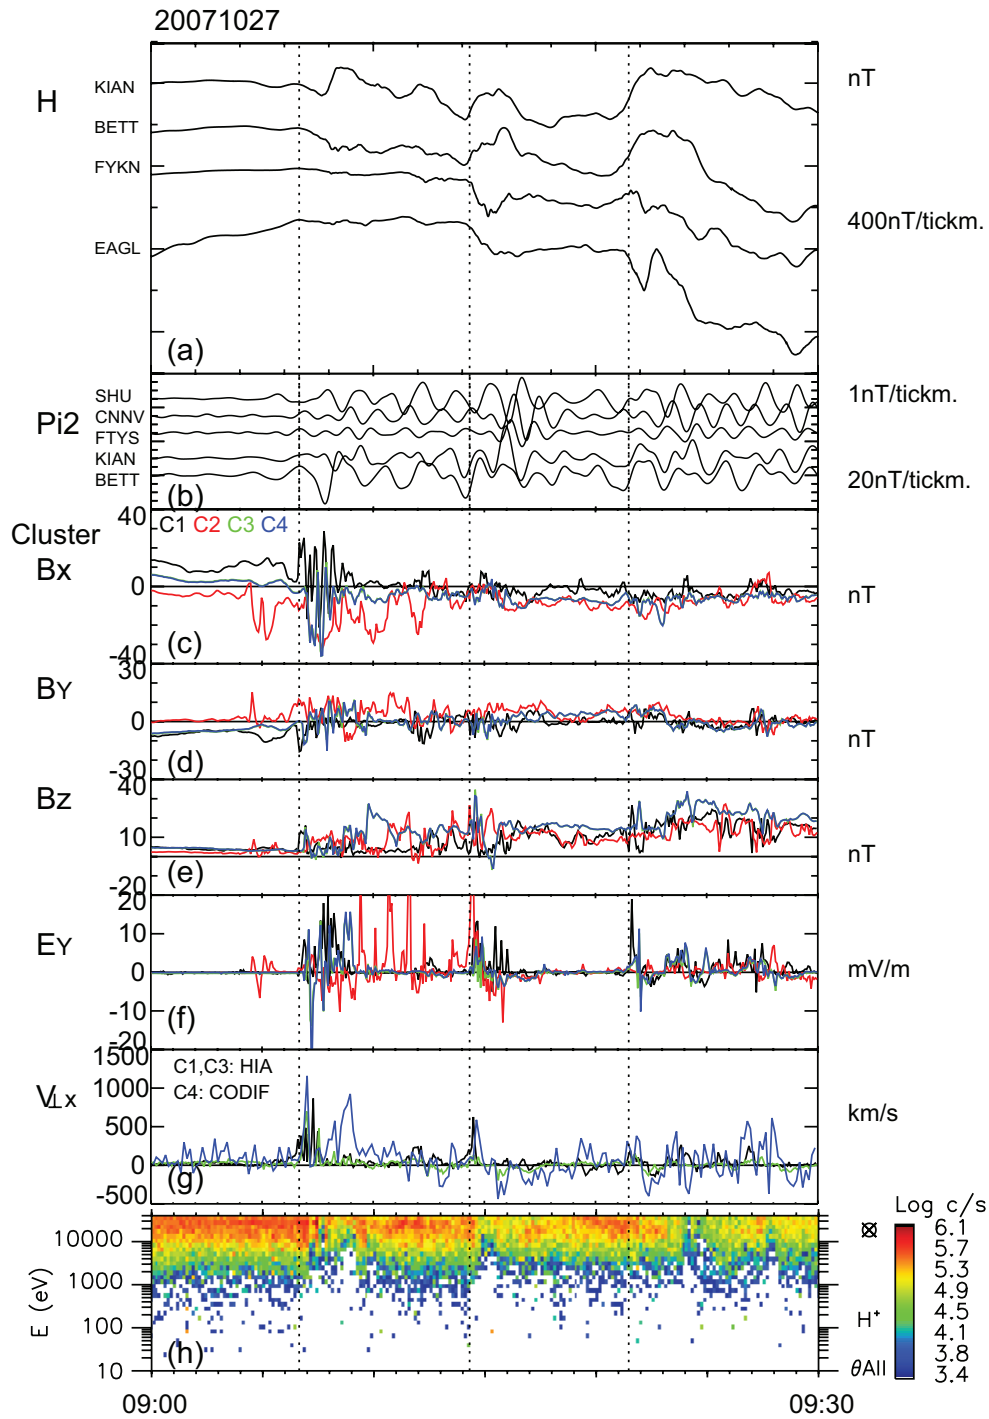 20071027
H
KIAN
BETT
FYKN
EAGL
nT
400nT/tickm.
(a)
Pi2
SHU
CNNV
FTYS
KIAN
BETT
1nT/tickm.
20nT/tickm.
(b)
Cluster
C1 C2 C3 C4
Bx
40
0
-40
nT
(c)
BY
30
0
-30
nT
(d)
Bz
40
10
-20
nT
(e)
EY
20
10
0
-10
-20
mV/m
(f)
V⊥x
1500
1000
500
0
-500
C1,C3: HIA
C4: CODIF
km/s
(g)
E (eV)
10000
1000
100
10
(h)
H+
θAll
Log c/s
6.1
5.7
5.3
4.9
4.5
4.1
3.8
3.4
09:00
09:30